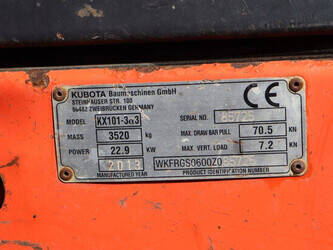 KUBOTA Baumaschinen GmbH
STEINHAUSER STR. 100
66482 ZWEIBRÜCKEN GERMANY
CE
MODEL KX101-3α3 SERIAL NO. 85725
MASS 3520 kg MAX. DRAW BAR PULL 70.5 KN
POWER 22.9 KW MAX. VERT. LOAD 7.2 KN
2013 WKFRGS0600Z085725
MANUFACTURED YEAR PRODUCT IDENTIFICATION NUMBER